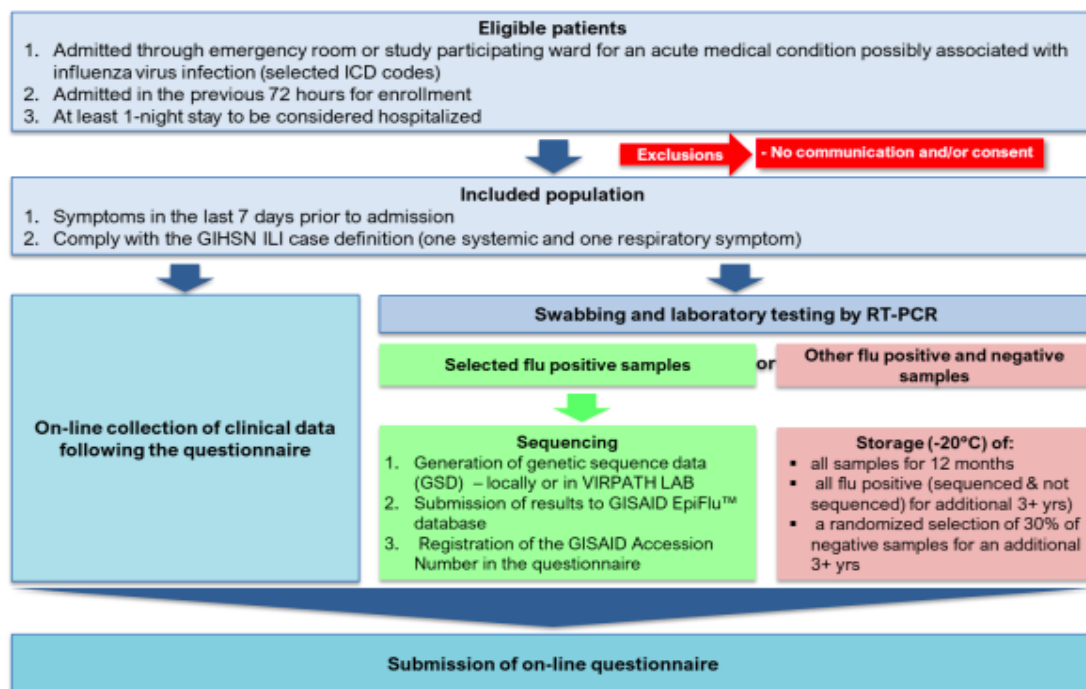 Eligible patients
1. Admitted through emergency room or study participating ward for an acute medical condition possibly associated with
influenza virus infection (selected ICD codes)
2. Admitted in the previous 72 hours for enrollment
3. At least 1-night stay to be considered hospitalized
Exclusions
- No communication and/or consent
Included population
1. Symptoms in the last 7 days prior to admission
2. Comply with the GIHSN ILI case definition (one systemic and one respiratory symptom)
On-line collection of clinical data
following the questionnaire
Swabbing and laboratory testing by RT-PCR
Selected flu positive samples
or
Other flu positive and negative
samples
Sequencing
1. Generation of genetic sequence data
(GSD) – locally or in VIRPATH LAB
2. Submission of results to GISAID EpiFlu™
database
3. Registration of the GISAID Accession
Number in the questionnaire
Storage (-20ºC) of:
▪ all samples for 12 months
▪ all flu positive (sequenced & not
sequenced) for additional 3+ yrs)
▪ a randomized selection of 30% of
negative samples for an additional
3+ yrs
Submission of on-line questionnaire